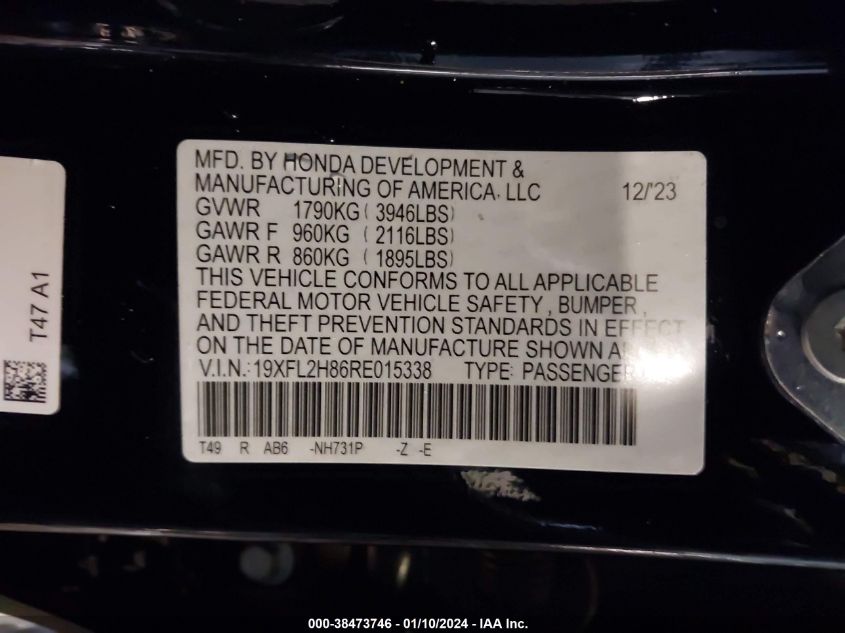 MFD. BY HONDA DEVELOPMENT &
MANUFACTURING OF AMERICA, LLC 12/'23
GVWR 1790KG ( 3946LBS)
GAWR F 960KG ( 2116LBS)
GAWR R 860KG ( 1895LBS)
THIS VEHICLE CONFORMS TO ALL APPLICABLE
FEDERAL MOTOR VEHICLE SAFETY , BUMPER ,
AND THEFT PREVENTION STANDARDS IN EFFECT
ON THE DATE OF MANUFACTURE SHOWN
V.I.N.:19XFL2H86RE015338 TYPE: PASSENGER
T49 R AB6 -NH731P -Z -E
T47 A1
000-38473746 - 01/10/2024 - IAA Inc.